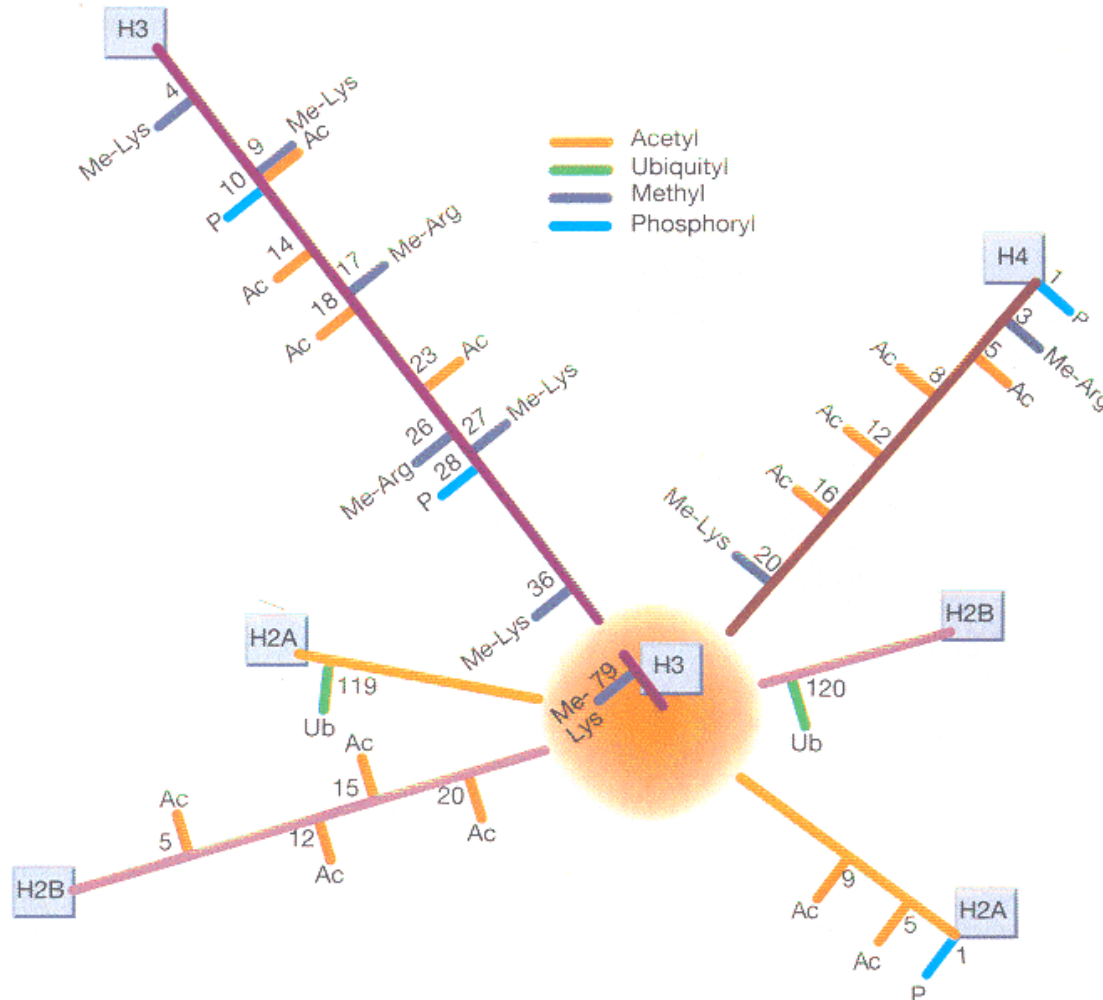 H3
4
Me-Lys
9
Me-Lys
Ac
10
P
14
Ac
17
Me-Arg
18
Ac
23
Ac
26
Me-Arg
27
Me-Lys
28
P
36
Me-Lys
Acetyl
Ubiquityl
Methyl
Phosphoryl
H4
1
P
3
Me-Arg
5
Ac
8
Ac
12
Ac
16
Ac
20
Me-Lys
H2A
119
Ub
H3
79
Me-
Lys
H2B
120
Ub
H2B
5
Ac
12
Ac
15
Ac
20
Ac
9
Ac
5
Ac
H2A
1
P